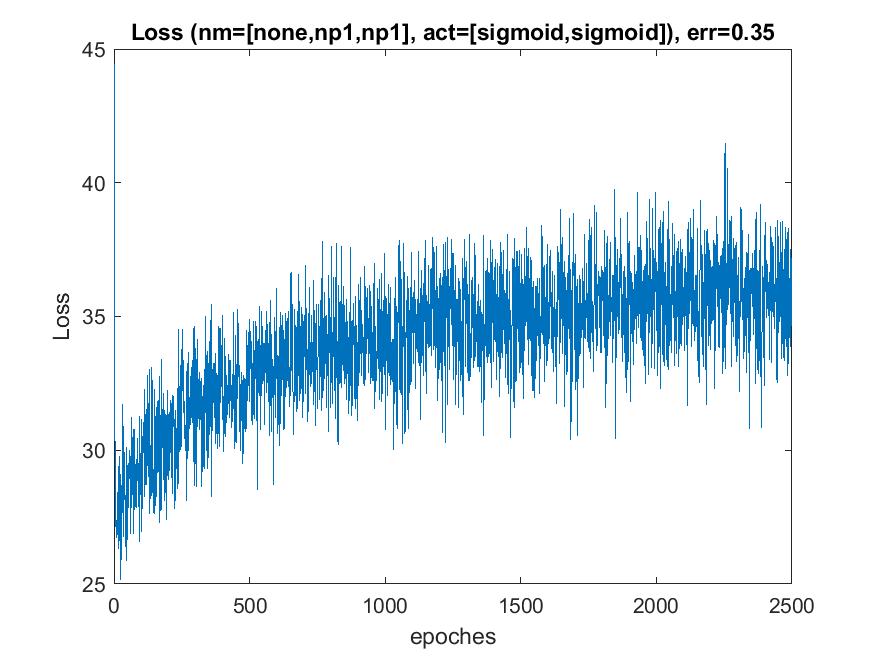 Loss (nm=[none,np1,np1], act=[sigmoid,sigmoid]), err=0.35
45
40
35
30
25
Loss
0 500 1000 1500 2000 2500
epoches